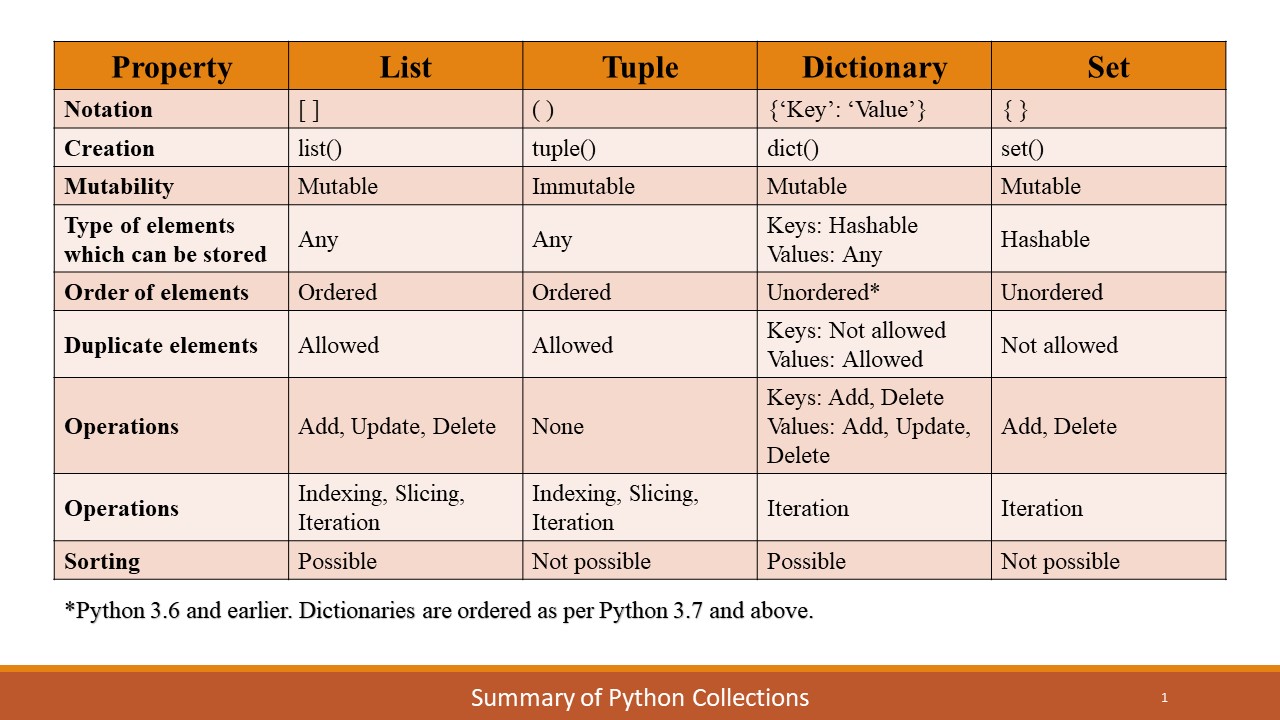 Property List Tuple Dictionary Set
Notation [ ] ( ) {‘Key’: ‘Value’} { }
Creation list() tuple() dict() set()
Mutability Mutable Immutable Mutable Mutable
Type of elements
which can be stored
Any
Any
Keys: Hashable
Values: Any
Hashable
Order of elements Ordered Ordered Unordered* Unordered
Duplicate elements
Allowed
Allowed
Keys: Not allowed
Values: Allowed
Not allowed
Operations
Add, Update, Delete
None
Keys: Add, Delete
Values: Add, Update,
Delete
Add, Delete
Operations
Indexing, Slicing,
Iteration
Indexing, Slicing,
Iteration
Iteration
Iteration
Sorting Possible Not possible Possible Not possible
*Python 3.6 and earlier. Dictionaries are ordered as per Python 3.7 and above.
Summary of Python Collections
1